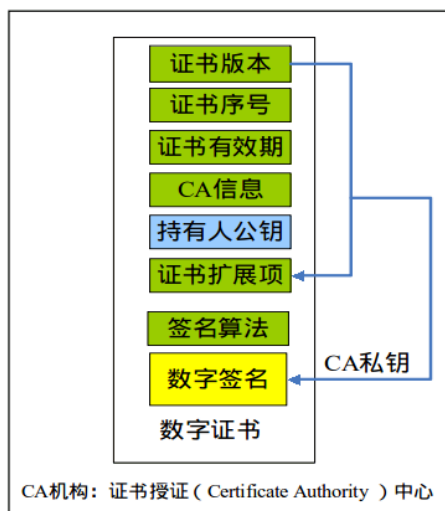 证书版本
证书序号
证书有效期
CA信息
持有人公钥
证书扩展项
签名算法
CA私钥
数字签名
数字证书
CA机构：证书授证（Certificate Authority ）中心